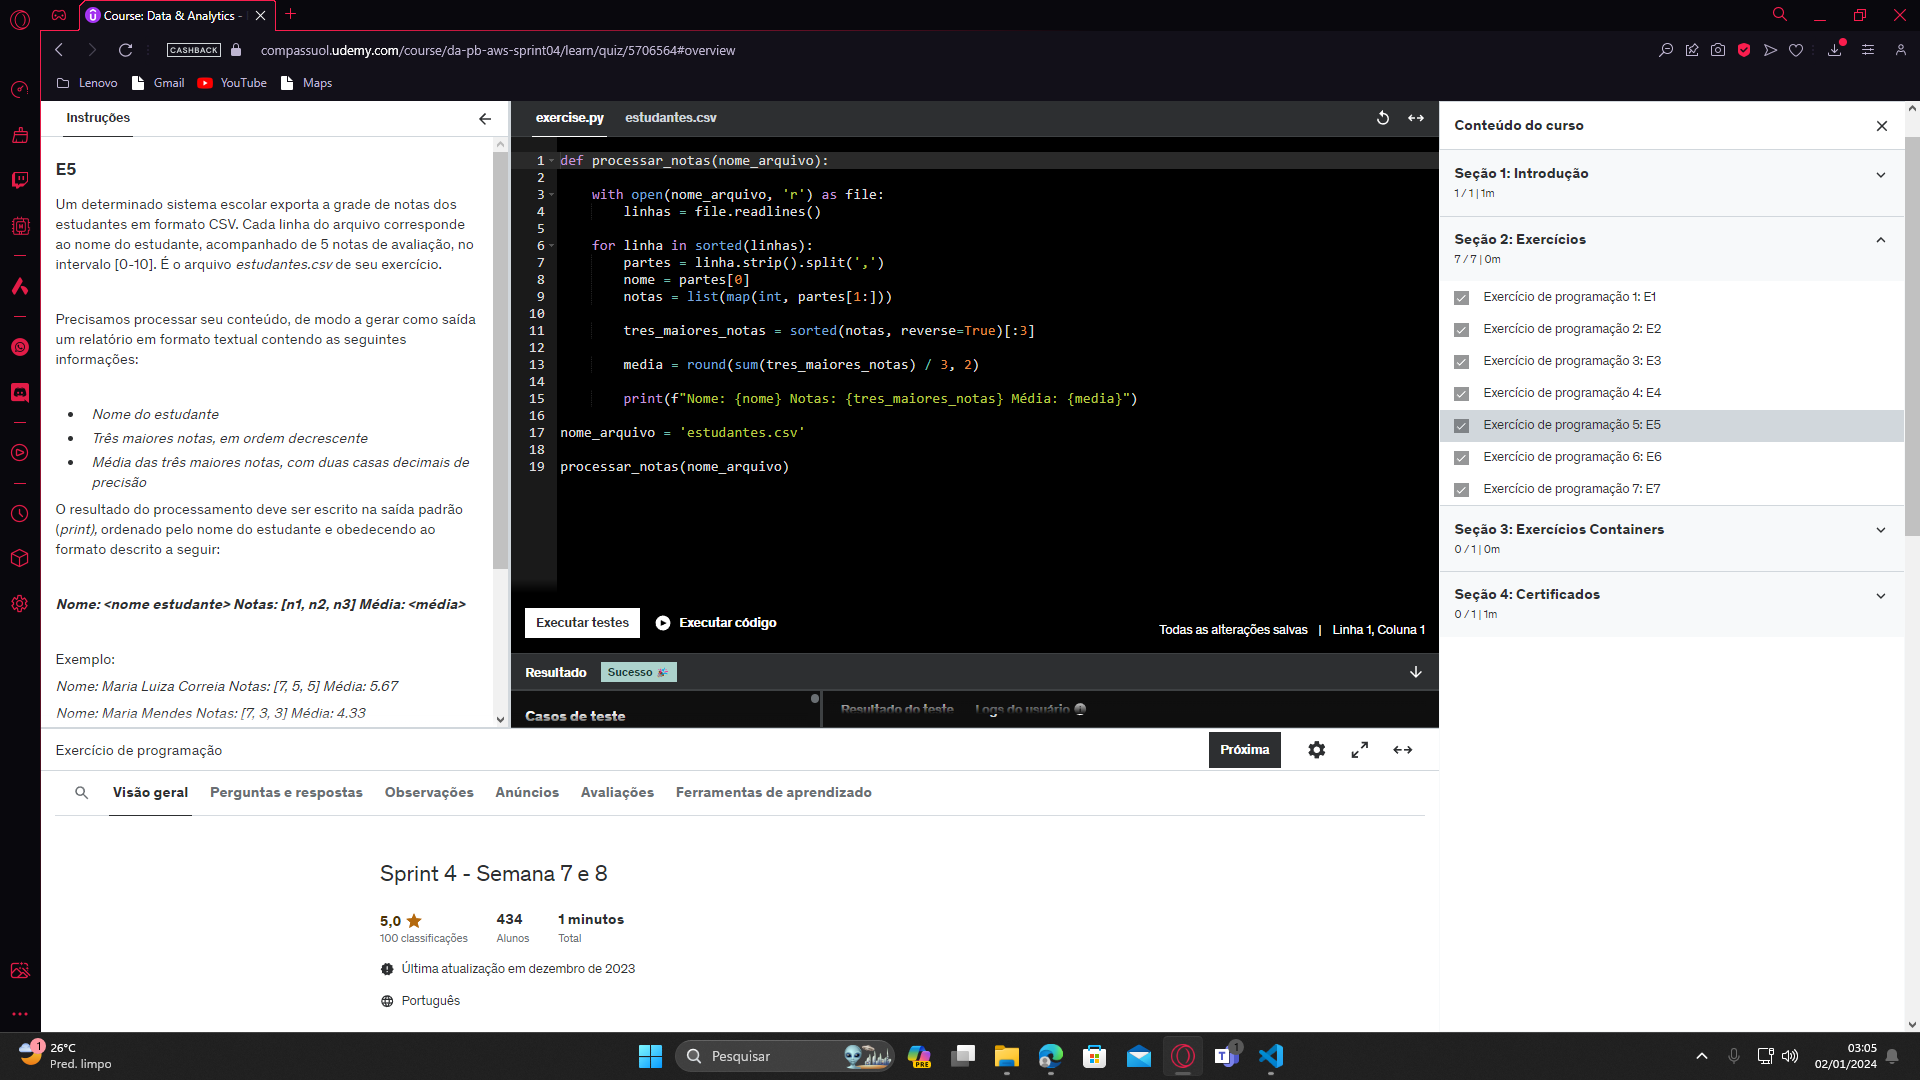 Course: Data & Analytics -
CASHBACK
compassuol.udemy.com/course/da-pb-aws-sprint04/learn/quiz/5706564#overview
Lenovo
Gmail
YouTube
Maps
Instruções
E5
Um determinado sistema escolar exporta a grade de notas dos
estudantes em formato CSV. Cada linha do arquivo corresponde
ao nome do estudante, acompanhado de 5 notas de avaliação, no
intervalo [0-10]. É o arquivo estudantes.csv de seu exercício.
Precisamos processar seu conteúdo, de modo a gerar como saída
um relatório em formato textual contendo as seguintes
informações:
• Nome do estudante
• Três maiores notas, em ordem decrescente
• Média das três maiores notas, com duas casas decimais de
precisão
O resultado do processamento deve ser escrito na saída padrão
(print), ordenado pelo nome do estudante e obedecendo ao
formato descrito a seguir:
Nome: <nome estudante> Notas: [n1, n2, n3] Média: <média>
Exemplo:
Nome: Maria Luiza Correia Notas: [7, 5, 5] Média: 5.67
Nome: Maria Mendes Notas: [7, 3, 3] Média: 4.33
exercise.py
estudantes.csv
1 def processar_notas(nome_arquivo):
2
3     with open(nome_arquivo, 'r') as file:
4         linhas = file.readlines()
5
6     for linha in sorted(linhas):
7         partes = linha.strip().split(',')
8         nome = partes[0]
9         notas = list(map(int, partes[1:]))
10
11         tres_maiores_notas = sorted(notas, reverse=True)[:3]
12
13         media = round(sum(tres_maiores_notas) / 3, 2)
14
15         print(f"Nome: {nome} Notas: {tres_maiores_notas} Média: {media}")
16
17 nome_arquivo = 'estudantes.csv'
18
19 processar_notas(nome_arquivo)
Executar testes
Executar código
Todas as alterações salvas | Linha 1, Coluna 1
Resultado
Sucesso
Casos de teste
Resultado do teste
Logs do usuário
Conteúdo do curso
Seção 1: Introdução
1 / 1 | 1m
Seção 2: Exercícios
7 / 7 | 0m
Exercício de programação 1: E1
Exercício de programação 2: E2
Exercício de programação 3: E3
Exercício de programação 4: E4
Exercício de programação 5: E5
Exercício de programação 6: E6
Exercício de programação 7: E7
Seção 3: Exercícios Containers
0 / 1 | 0m
Seção 4: Certificados
0 / 1 | 1m
Exercício de programação
Próxima
Visão geral
Perguntas e respostas
Observações
Anúncios
Avaliações
Ferramentas de aprendizado
Sprint 4 - Semana 7 e 8
5,0
434
1 minutos
100 classificações
Alunos
Total
Última atualização em dezembro de 2023
Português
1
26°C
Pred. limpo
Pesquisar
PRE
T
1
03:05
02/01/2024